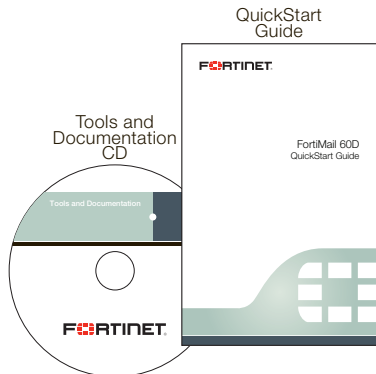 QuickStart
Guide
FORTINET
FortiMail 60D
QuickStart Guide
Tools and
Documentation
CD
Tools and Documentation
FORTINET